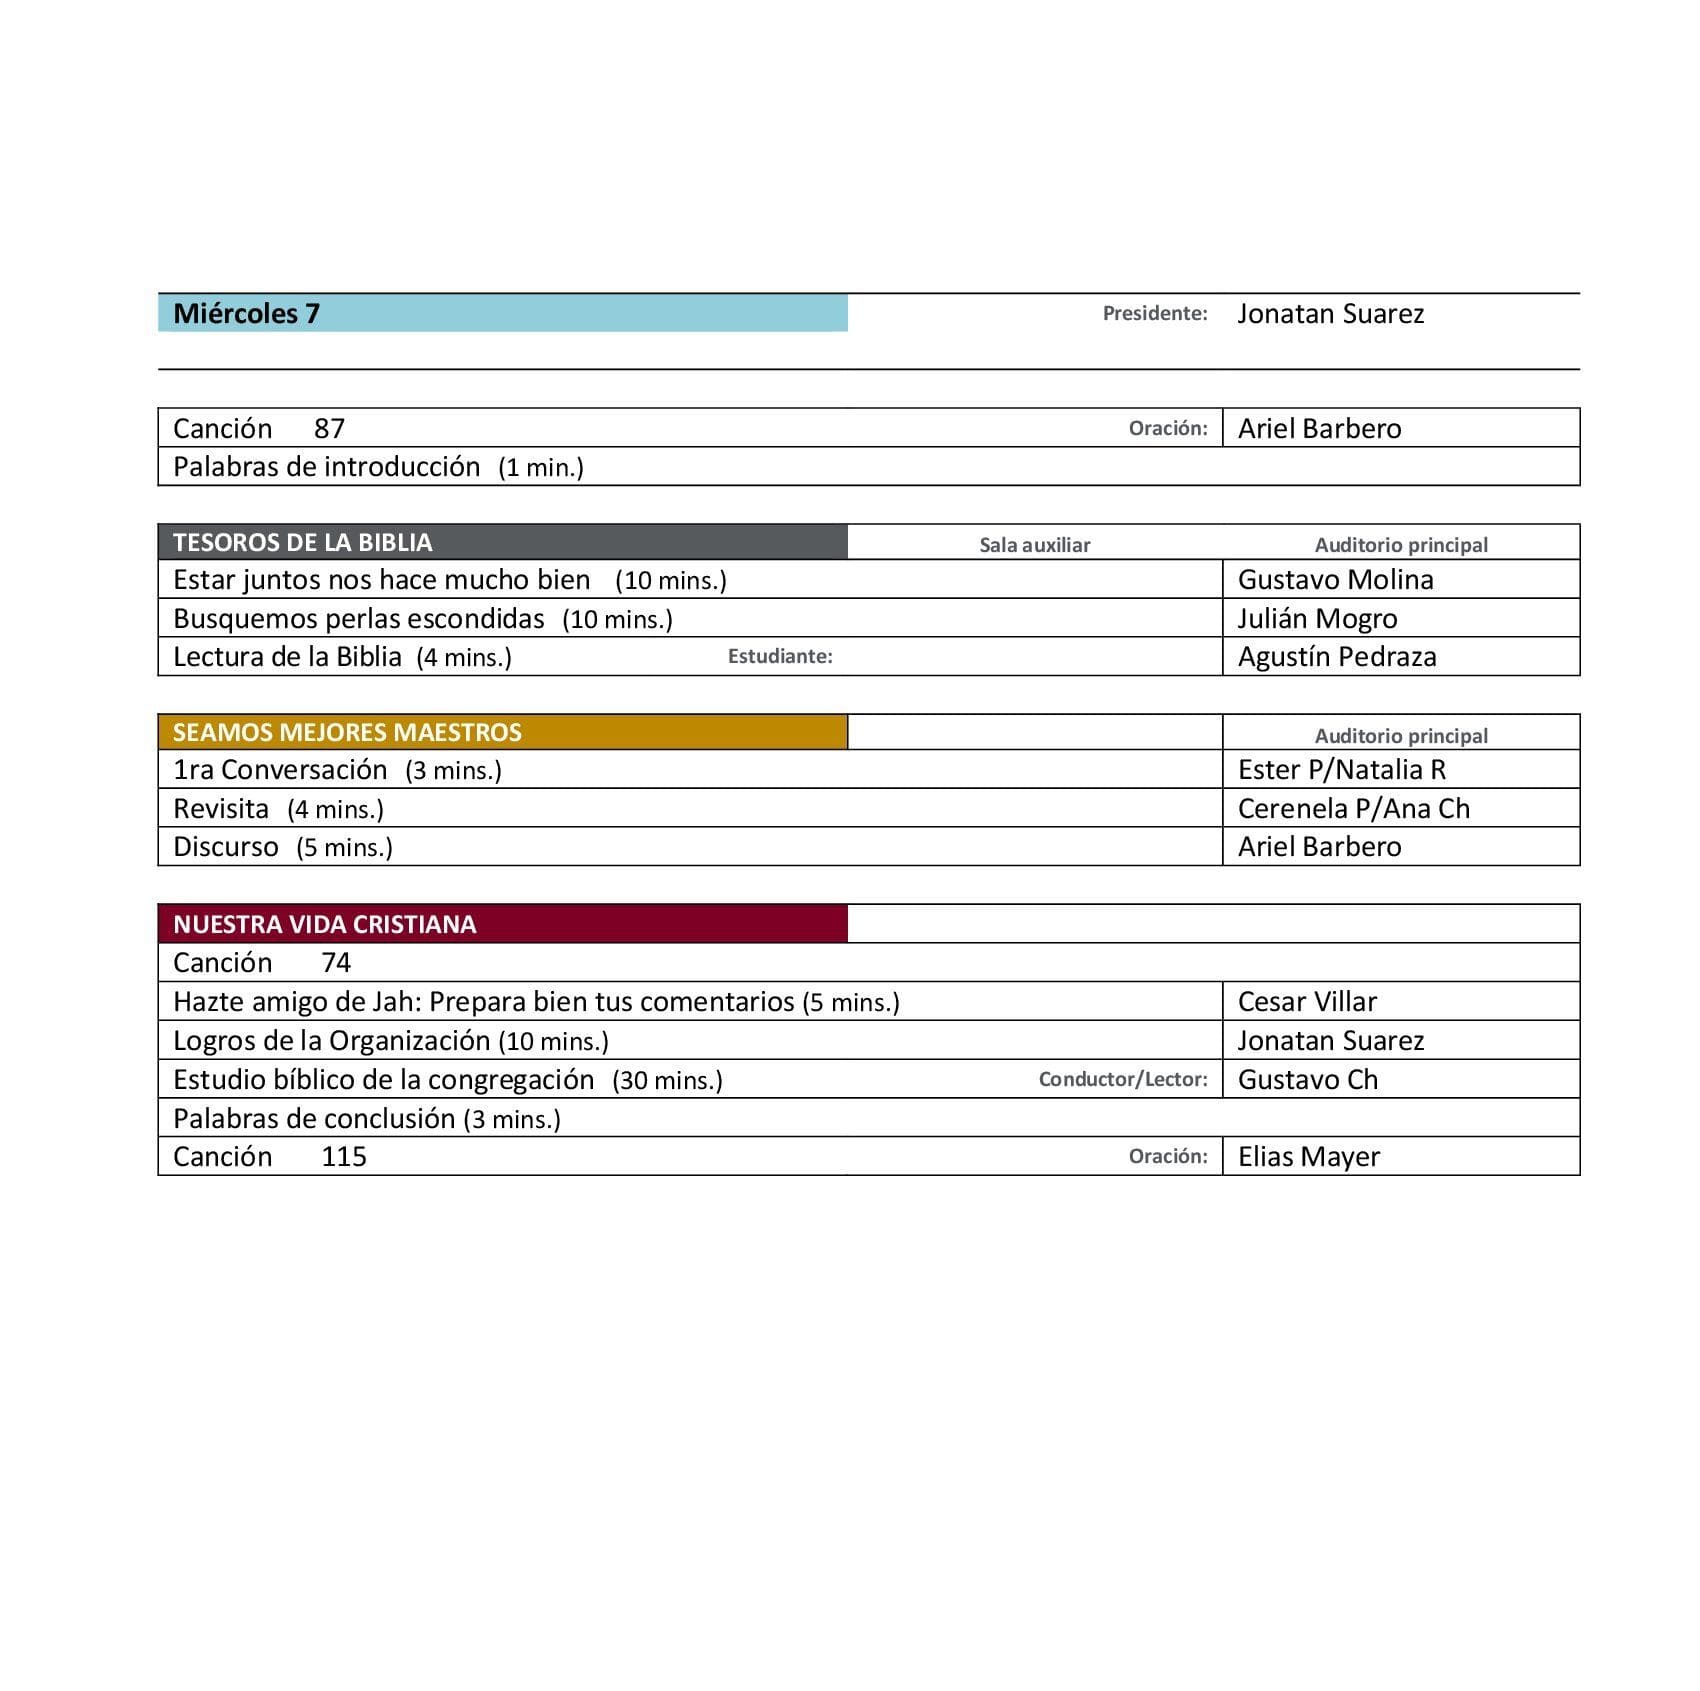 Miércoles 7 Presidente: Jonatan Suarez
Canción 87 Oración: Ariel Barbero
Palabras de introducción (1 min.)
TESOROS DE LA BIBLIA Sala auxiliar Auditorio principal
Estar juntos nos hace mucho bien (10 mins.) Gustavo Molina
Busquemos perlas escondidas (10 mins.) Julián Mogro
Lectura de la Biblia (4 mins.) Estudiante: Agustín Pedraza
SEAMOS MEJORES MAESTROS Auditorio principal
1ra Conversación (3 mins.) Ester P/Natalia R
Revisita (4 mins.) Cerenela P/Ana Ch
Discurso (5 mins.) Ariel Barbero
NUESTRA VIDA CRISTIANA
Canción 74
Hazte amigo de Jah: Prepara bien tus comentarios (5 mins.) Cesar Villar
Logros de la Organización (10 mins.) Jonatan Suarez
Estudio bíblico de la congregación (30 mins.) Conductor/Lector: Gustavo Ch
Palabras de conclusión (3 mins.)
Canción 115 Oración: Elias Mayer